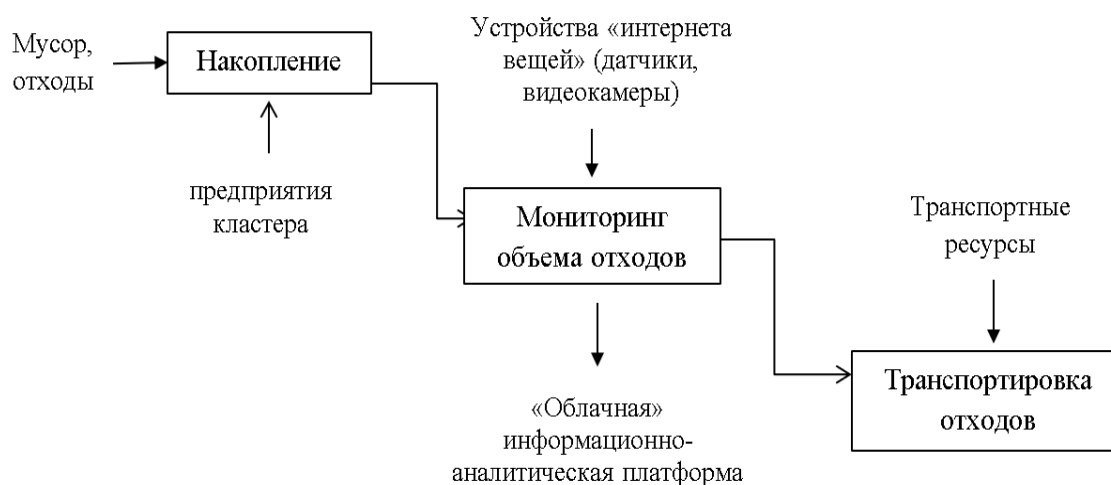 Мусор,
отходы
Накопление
предприятия
кластера
Устройства «интернета
вещей» (датчики,
видеокамеры)
Мониторинг
объема отходов
«Облачная»
информационно-
аналитическая платформа
Транспортные
ресурсы
Транспортировка
отходов